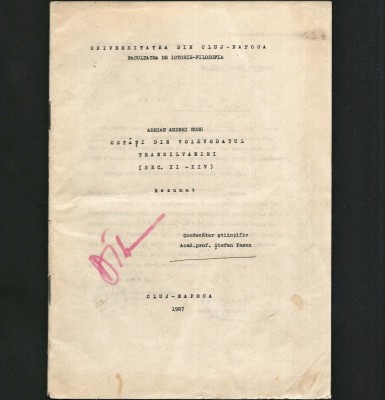 UNIVERSITATEA DIN CLUJ-NAPOCA
FACULTATEA DE ISTORIE-FILOZOFIA
ADRIAN ANDREI RUSU
CETĂŢI DIN VOIEVODATUL
TRANSILVANIEI
(SEC. XI -XIV)
Rezumat
Conducător ştiinţific
Acad.prof. Ştefan Pascu
CLUJ-NAPOCA
1987